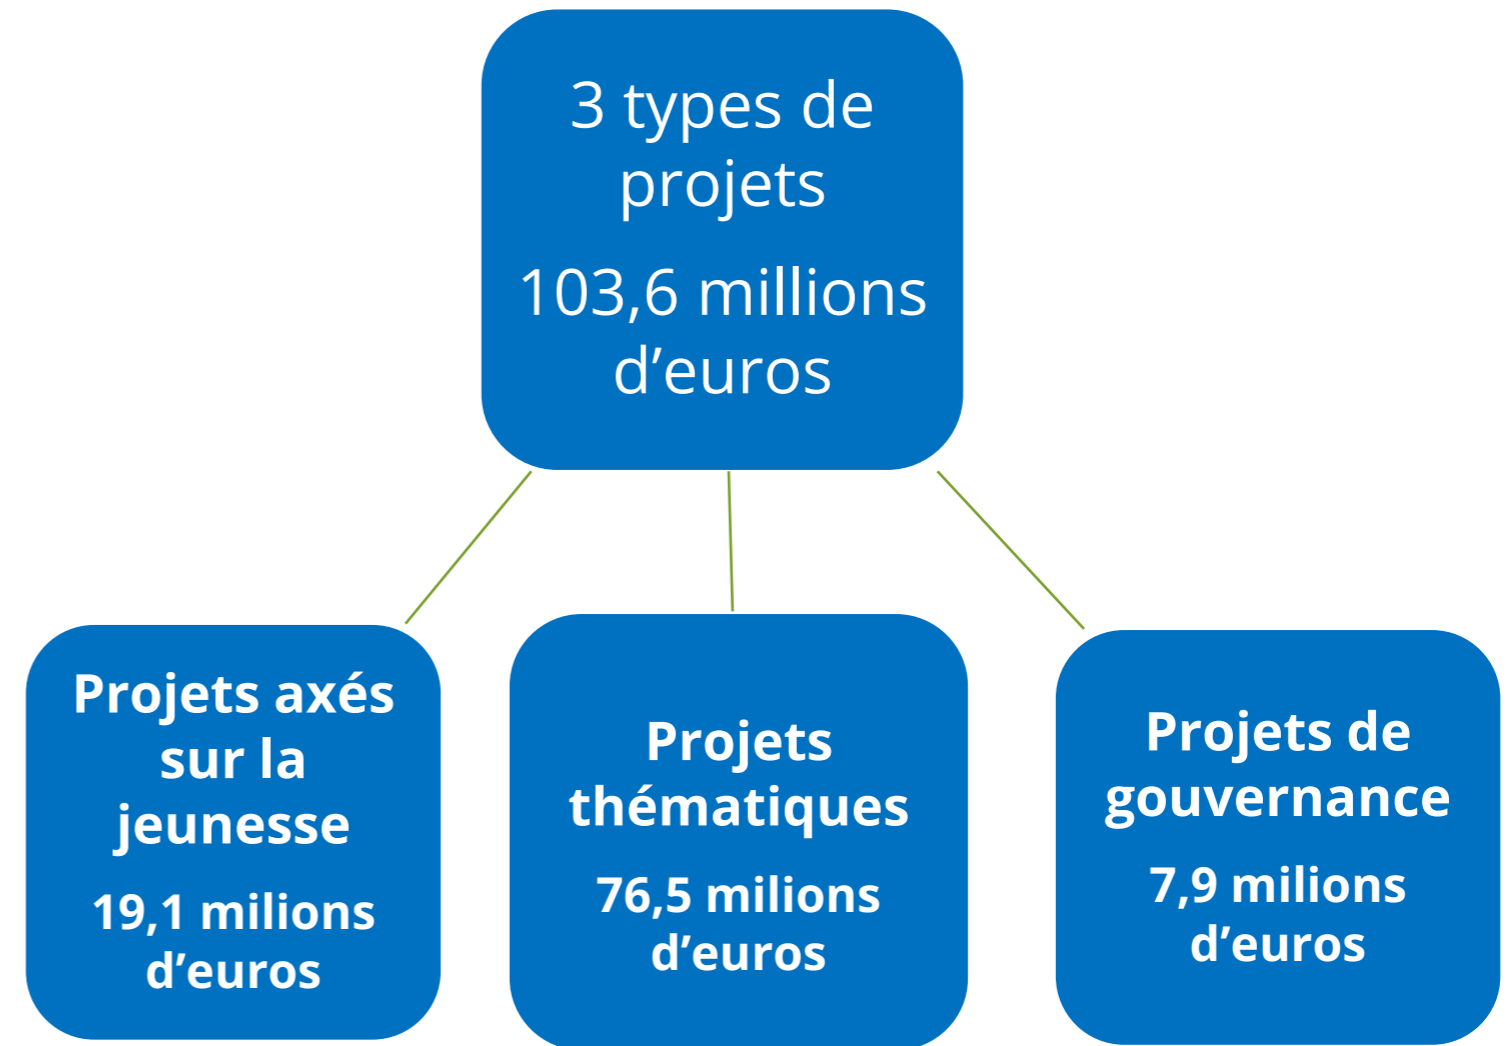 3 types de
projets
103,6 millions
d’euros
Projets axés
sur la
jeunesse
19,1 milions
d’euros
Projets
thématiques
76,5 milions
d’euros
Projets de
gouvernance
7,9 milions
d’euros